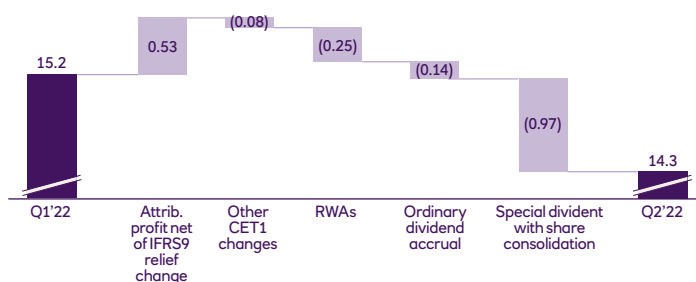 15.2
0.53
(0.08)
(0.25)
(0.14)
(0.97)
14.3
Q1'22
Attrib.
profit net
of IFRS9
relief
change
Other
CET1
changes
RWAs
Ordinary
dividend
accrual
Special divident
with share
consolidation
Q2'22